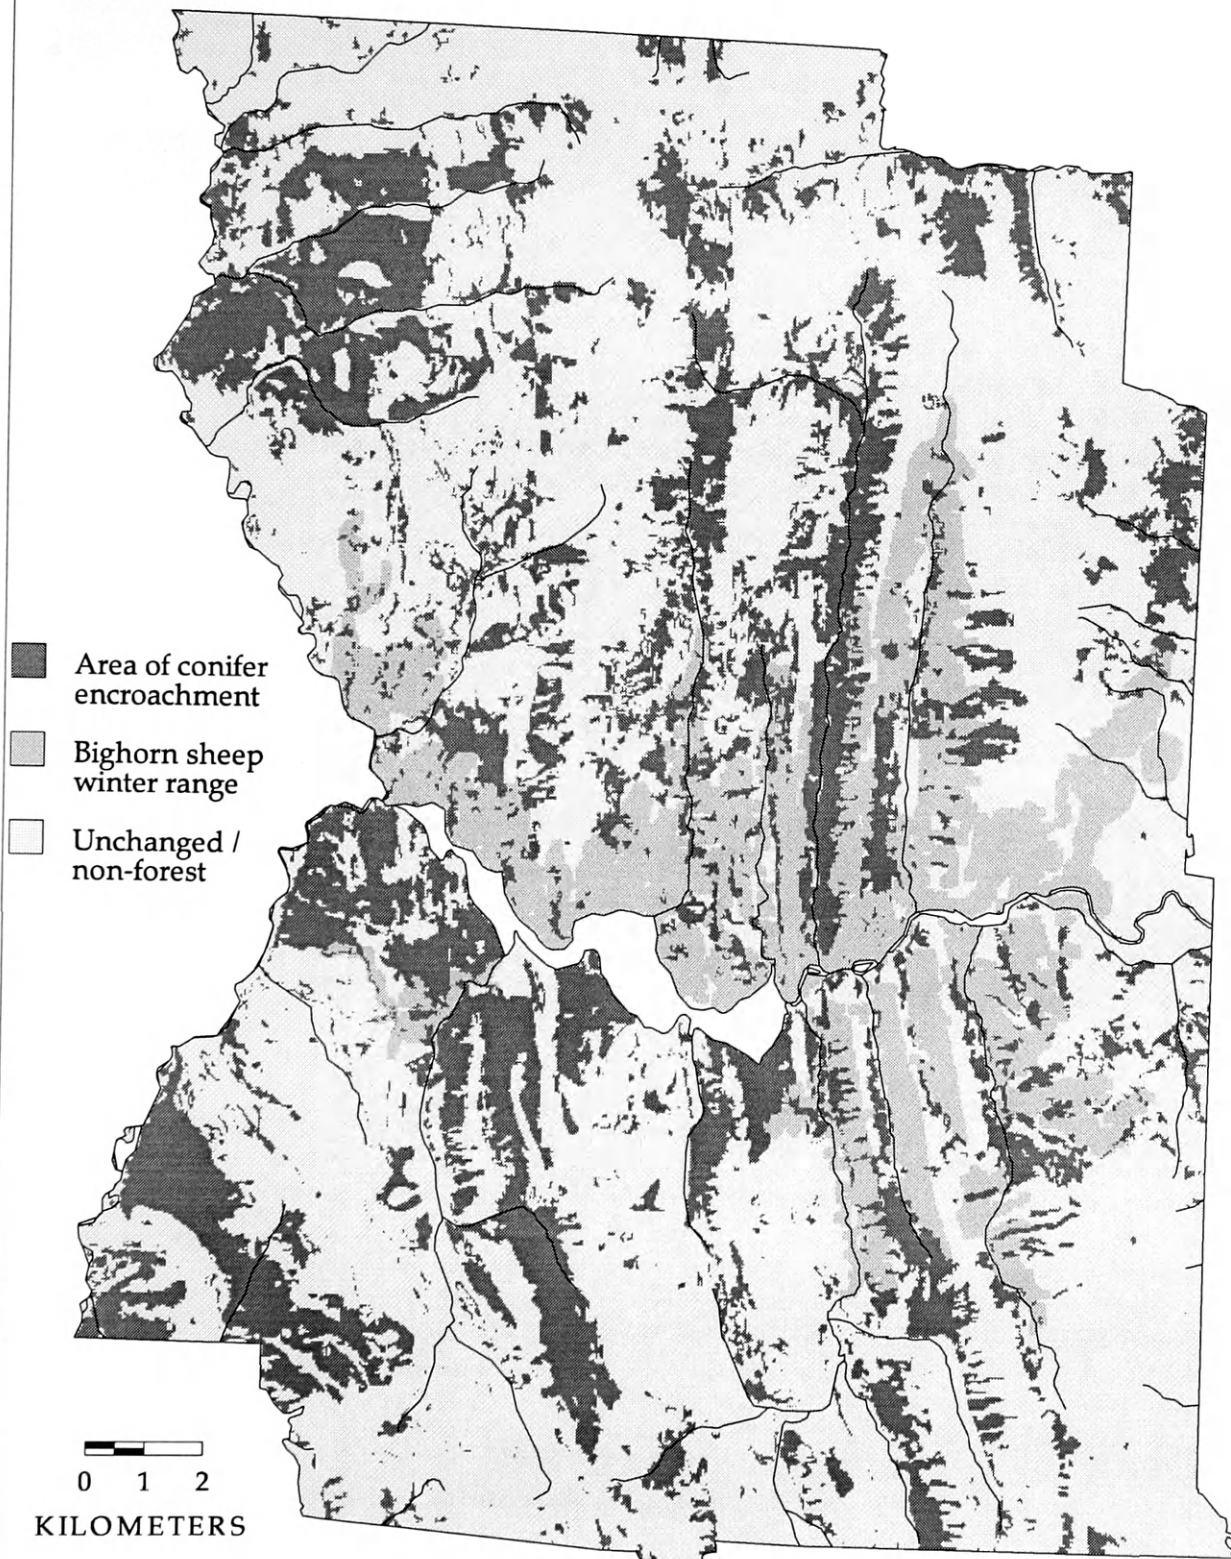 Area of conifer
encroachment
Bighorn sheep
winter range
Unchanged /
non-forest
0 1 2
KILOMETERS